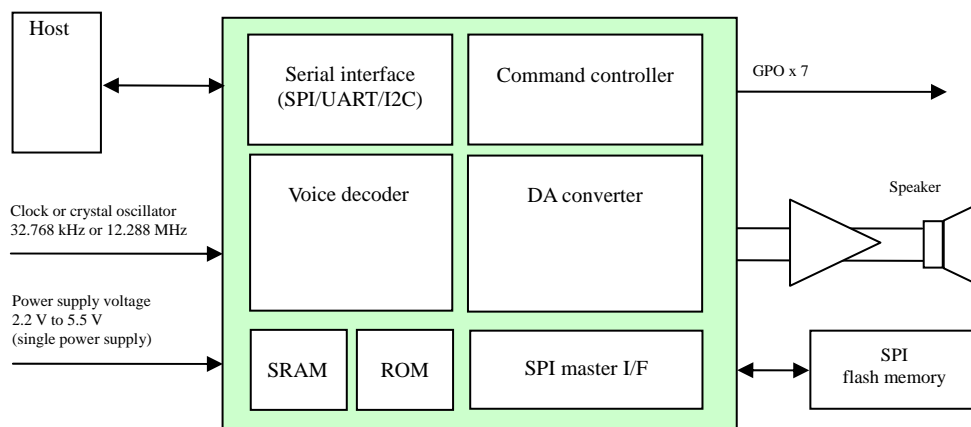 Host
Serial interface
(SPI/UART/I2C)
Command controller
GPO x 7
Voice decoder
DA converter
Speaker
Clock or crystal oscillator
32.768 kHz or 12.288 MHz
Power supply voltage
2.2 V to 5.5 V
(single power supply)
SRAM
ROM
SPI master I/F
SPI
flash memory